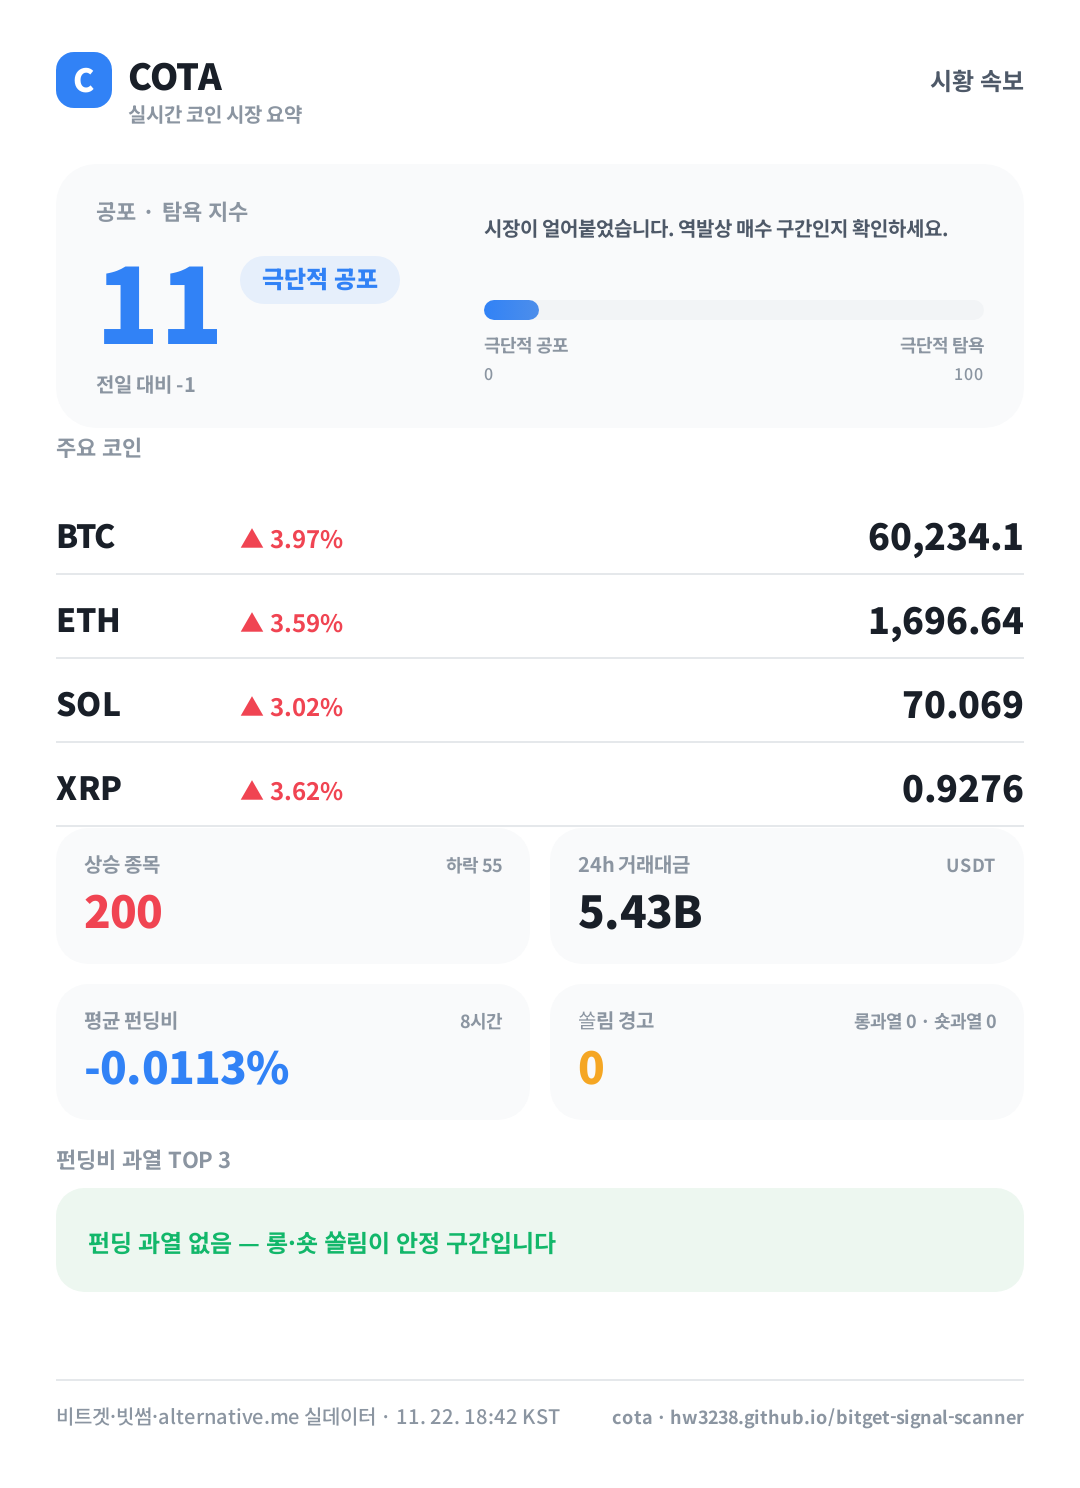 C
COTA
실시간 코인 시장 요약
시황 속보
공포 · 탐욕 지수
11 극단적 공포
전일 대비 -1
시장이 얼어붙었습니다. 역발상 매수 구간인지 확인하세요.
극단적 공포 극단적 탐욕
0 100
주요 코인
BTC ▲ 3.97% 60,234.1
ETH ▲ 3.59% 1,696.64
SOL ▲ 3.02% 70.069
XRP ▲ 3.62% 0.9276
상승 종목 하락 55
200
24h 거래대금 USDT
5.43B
평균 펀딩비 8시간
-0.0113%
쏠림 경고 롱과열 0 · 숏과열 0
0
펀딩비 과열 TOP 3
펀딩 과열 없음 — 롱·숏 쏠림이 안정 구간입니다
비트겟·빗썸·alternative.me 실데이터 · 11. 22. 18:42 KST
cota · hw3238.github.io/bitget-signal-scanner